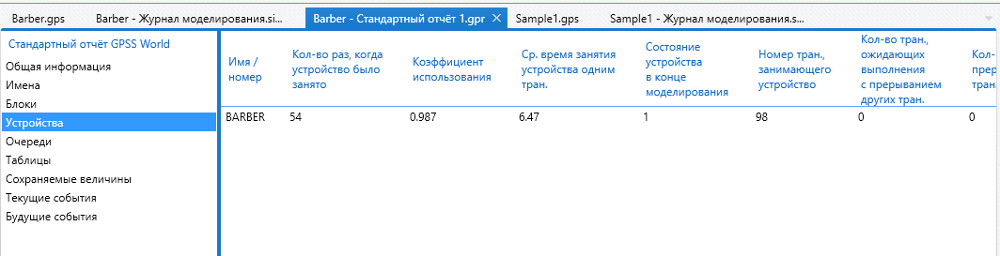 Barber.gps
Barber - Журнал моделирования.si...
Barber - Стандартный отчёт 1.gpr
Sample1.gps
Sample1 - Журнал моделирования.s...
Стандартный отчёт GPSS World
Общая информация
Имена
Блоки
Устройства
Очереди
Таблицы
Сохраняемые величины
Текущие события
Будущие события
Имя /
номер
Кол-во раз, когда
устройство было
занято
Коэффициент
использования
Ср. время занятия
устройства одним
тран.
Состояние
устройства
в конце
моделирования
Номер тран.,
занимающего
устройство
Кол-во тран.,
ожидающих
выполнения
с прерыванием
других тран.
Кол-
прер
тран.
BARBER 54 0.987 6.47 1 98 0 0